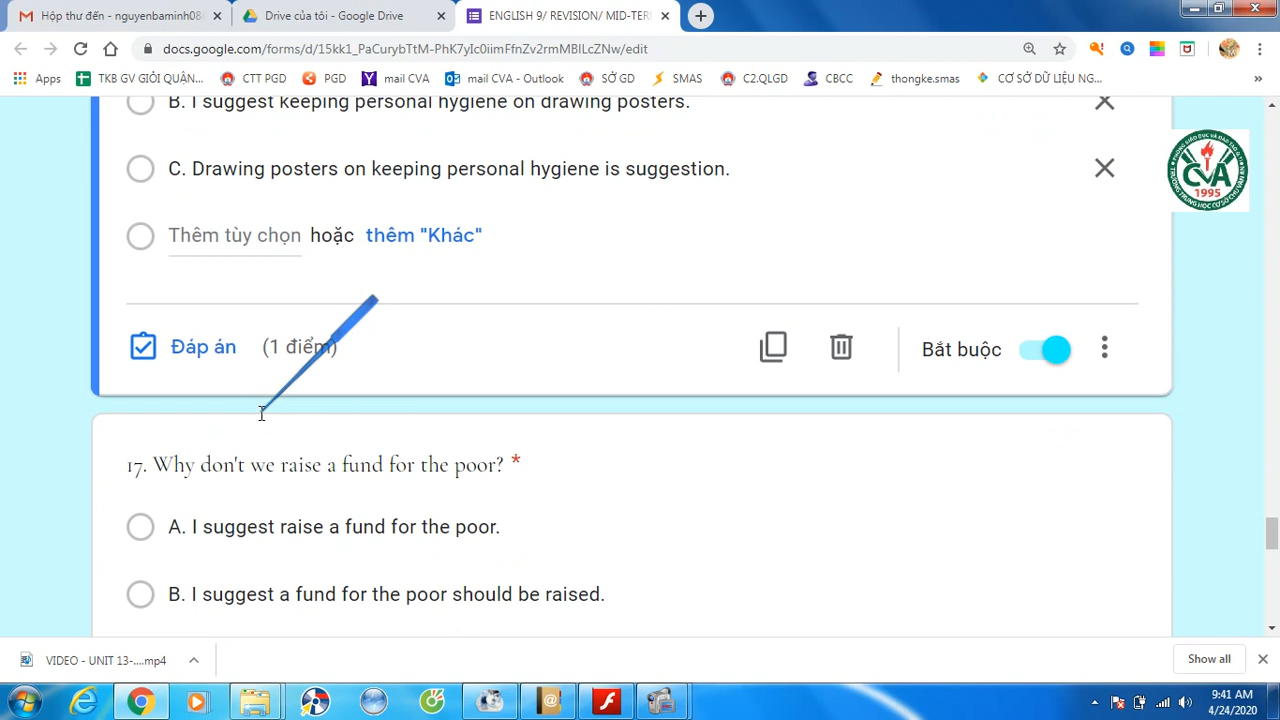 Hộp thư đến - nguyenbaminh08
Drive của tôi - Google Drive
ENGLISH 9/ REVISION/ MID-TER
docs.google.com/forms/d/15kk1_PaCurybTtM-PhK7yIcDt1nFfnZv2rmMBILcZNw/edit
Apps
TKB GV GIỎI QUẬN...
CTT PGD
PGD
mail CVA
mail CVA - Outlook
SỞ GD
SMAS
C2.QLGD
CBCC
thongke.smas
CƠ SỞ DỮ LIỆU NG...
»
B. I suggest keeping personal hygiene on drawing posters.
C. Drawing posters on keeping personal hygiene is suggestion.
Thêm tùy chọn hoặc thêm "Khác"
CVA
1995
Đáp án (1 điểm)
Bắt buộc
17. Why don't we raise a fund for the poor? *
A. I suggest raise a fund for the poor.
B. I suggest a fund for the poor should be raised.
VIDEO - UNIT 13-....mp4
Show all
9:41 AM
4/24/2020